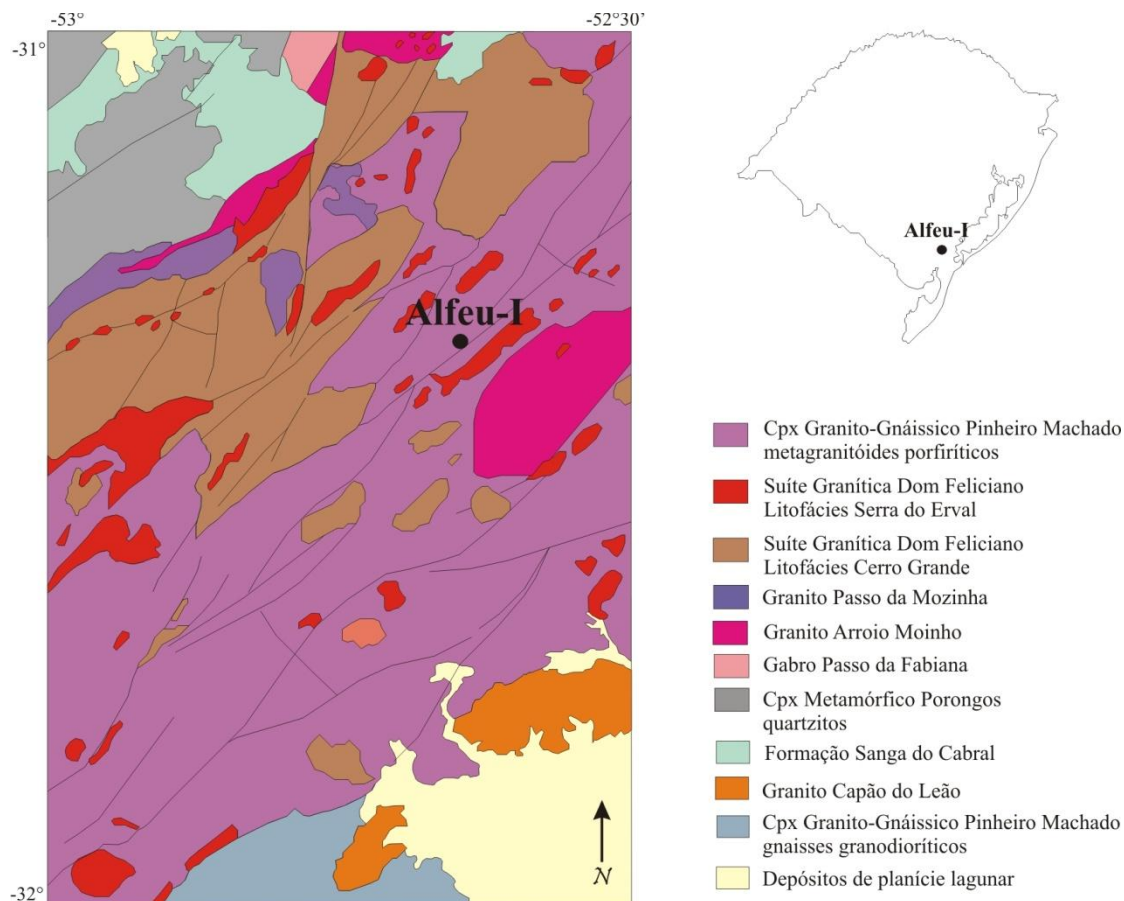 -53°
-52°30'
-31°
Alfeu-I
-32°
N
Alfeu-I
Cpx Granito-Gnáissico Pinheiro Machado
metagranitóides porfiríticos
Suíte Granítica Dom Feliciano
Litofácies Serra do Erval
Suíte Granítica Dom Feliciano
Litofácies Cerro Grande
Granito Passo da Mozinha
Granito Arroio Moinho
Gabro Passo da Fabiana
Cpx Metamórfico Porongos
quartzitos
Formação Sanga do Cabral
Granito Capão do Leão
Cpx Granito-Gnáissico Pinheiro Machado
gnaisses granodioríticos
Depósitos de planície lagunar